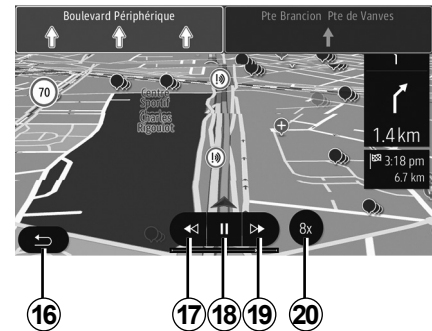 Boulevard Périphérique
Pte Brancion Pte de Vanves
70
Centre
Sportif
Charles
Rigoulot
1.4 km
3:18 pm
6.7 km
8x
16 17 18 19 20